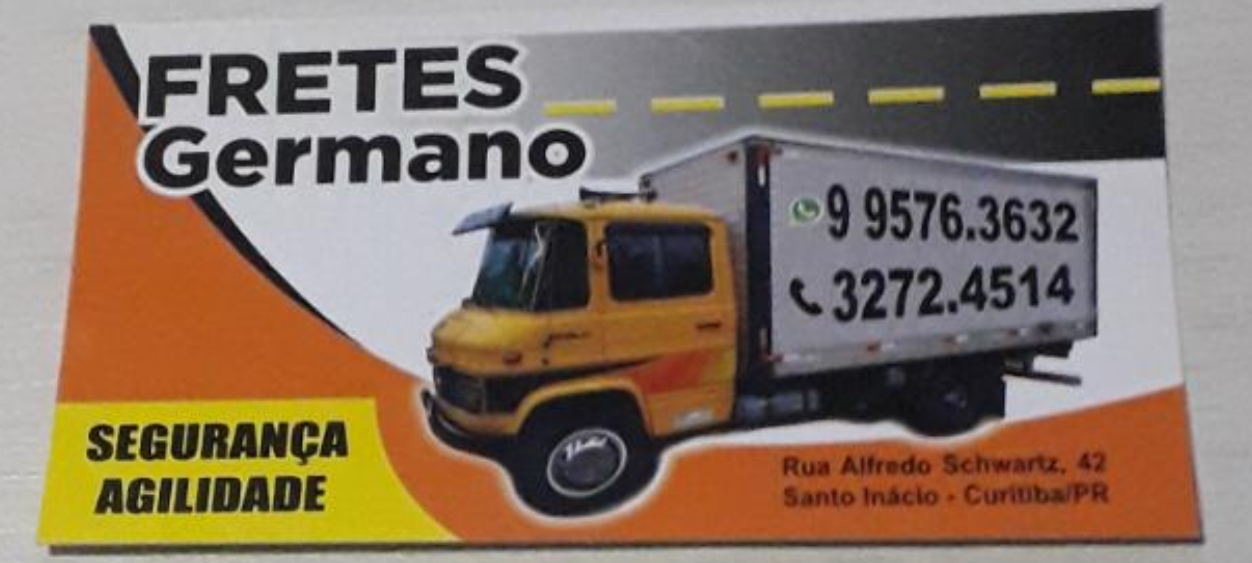 FRETES
Germano
9 9576.3632
3272.4514
SEGURANÇA
AGILIDADE
Rua Alfredo Schwartz, 42
Santo Inácio - Curitiba/PR